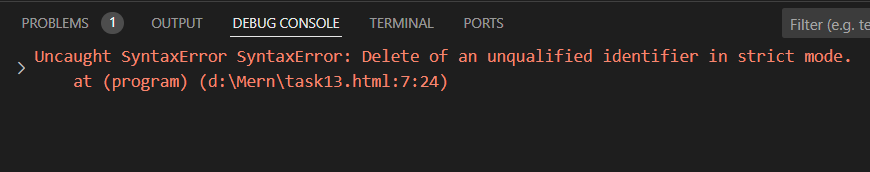 PROBLEMS 1 OUTPUT DEBUG CONSOLE TERMINAL PORTS Filter (e.g. te
Uncaught SyntaxError SyntaxError: Delete of an unqualified identifier in strict mode.
at (program) (d:\Mern\task13.html:7:24)